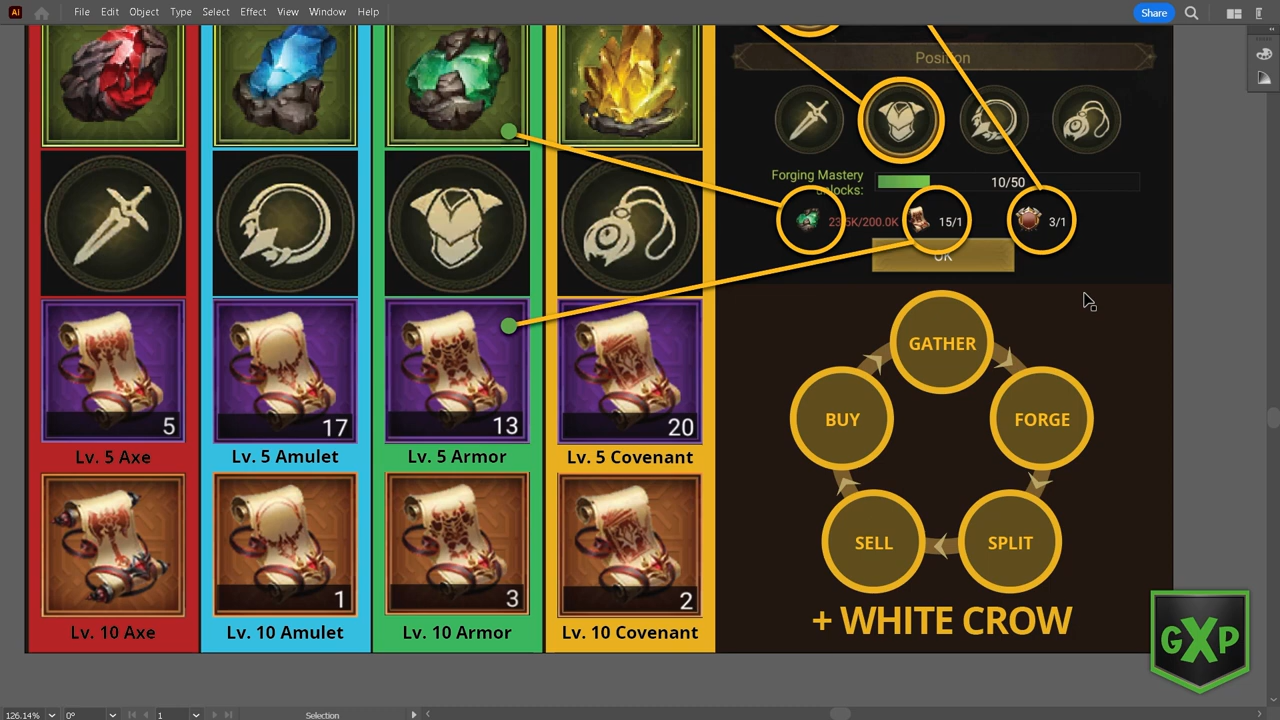 Ai File Edit Object Type Select Effect View Window Help Share
Position
Forging Mastery
Unlocks:
10/50
15/1
3/1
OK
5
17
13
20
Lv. 5 Axe
Lv. 5 Amulet
Lv. 5 Armor
Lv. 5 Covenant
1
3
2
Lv. 10 Axe
Lv. 10 Amulet
Lv. 10 Armor
Lv. 10 Covenant
GATHER
BUY
FORGE
SELL
SPLIT
+ WHITE CROW
GXP
126.14% 0° 1 Selection